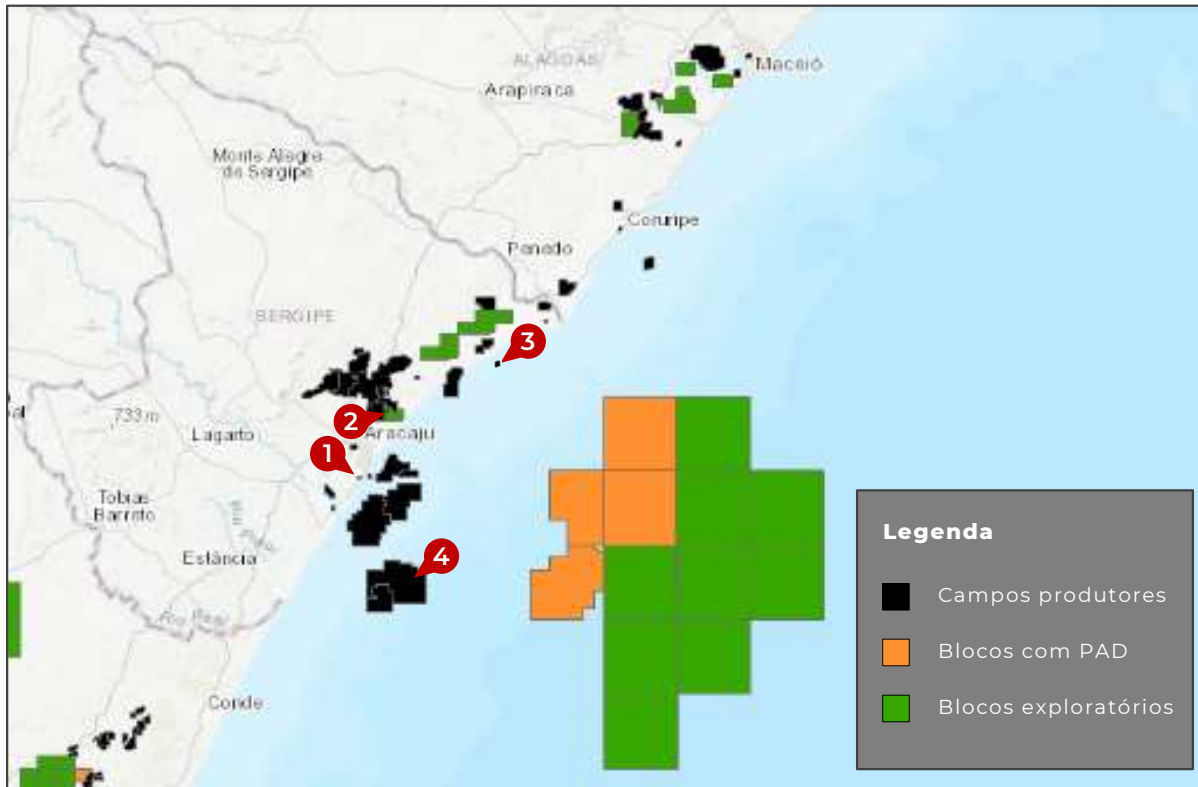 ALAGOAS
Maceió
Arapiraca
Monte Alegre
de Sergipe
Coruripe
Penedo
SERGIPE
3
733 m
2
Aracaju
Lagarto
1
Tobias
Barreto
Estância
4
Rio Real
Conde
Legenda
Campos produtores
Blocos com PAD
Blocos exploratórios